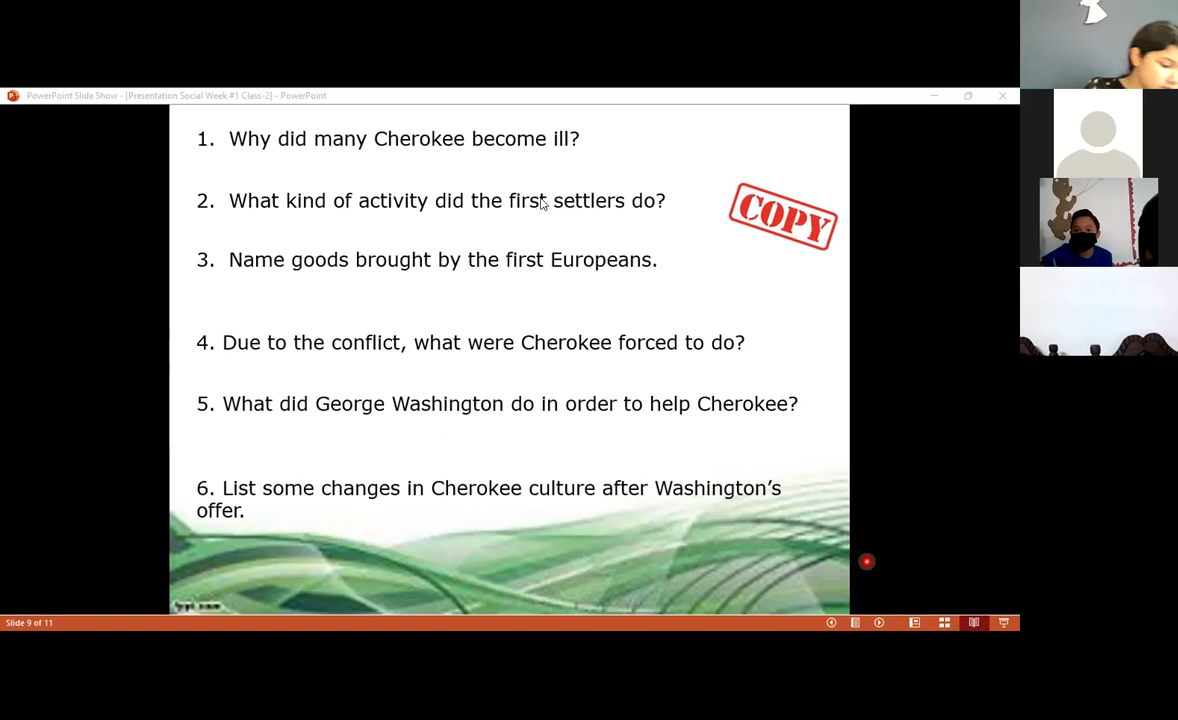 PowerPoint Slide Show - [Presentation Social Week #1 Class-2] - PowerPoint
1. Why did many Cherokee become ill?
2. What kind of activity did the first settlers do?
COPY
3. Name goods brought by the first Europeans.
4. Due to the conflict, what were Cherokee forced to do?
5. What did George Washington do in order to help Cherokee?
6. List some changes in Cherokee culture after Washington’s
offer.
Slide 9 of 11